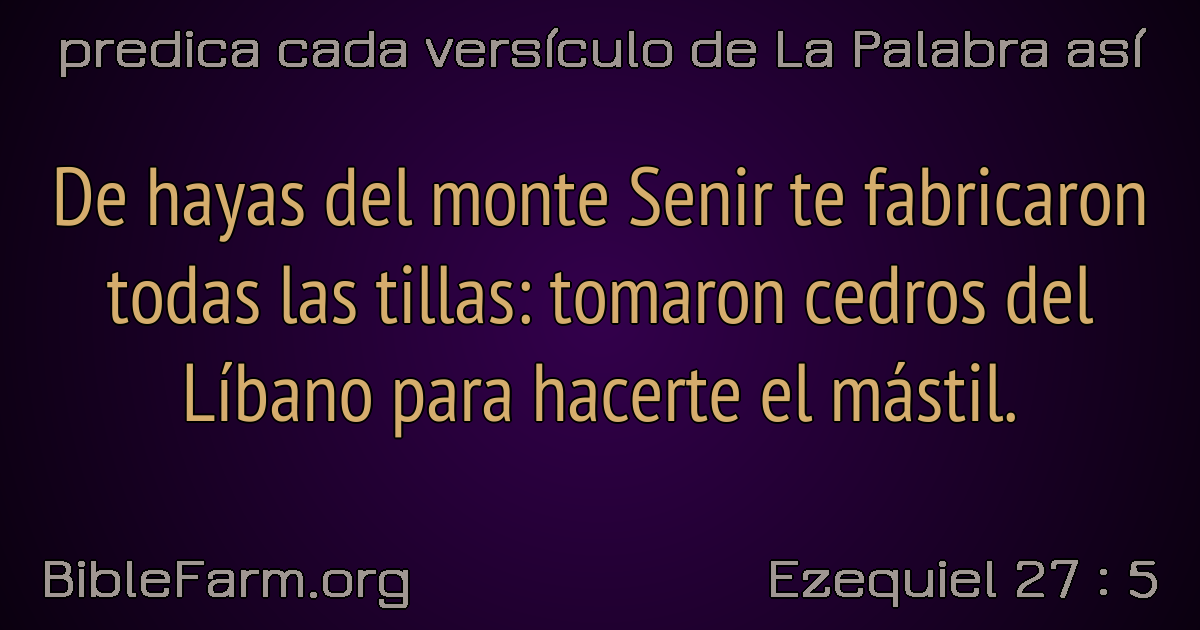 predica cada versículo de La Palabra así
De hayas del monte Senir te fabricaron
todas las tillas: tomaron cedros del
Líbano para hacerte el mástil.
BibleFarm.org
Ezequiel 27 : 5